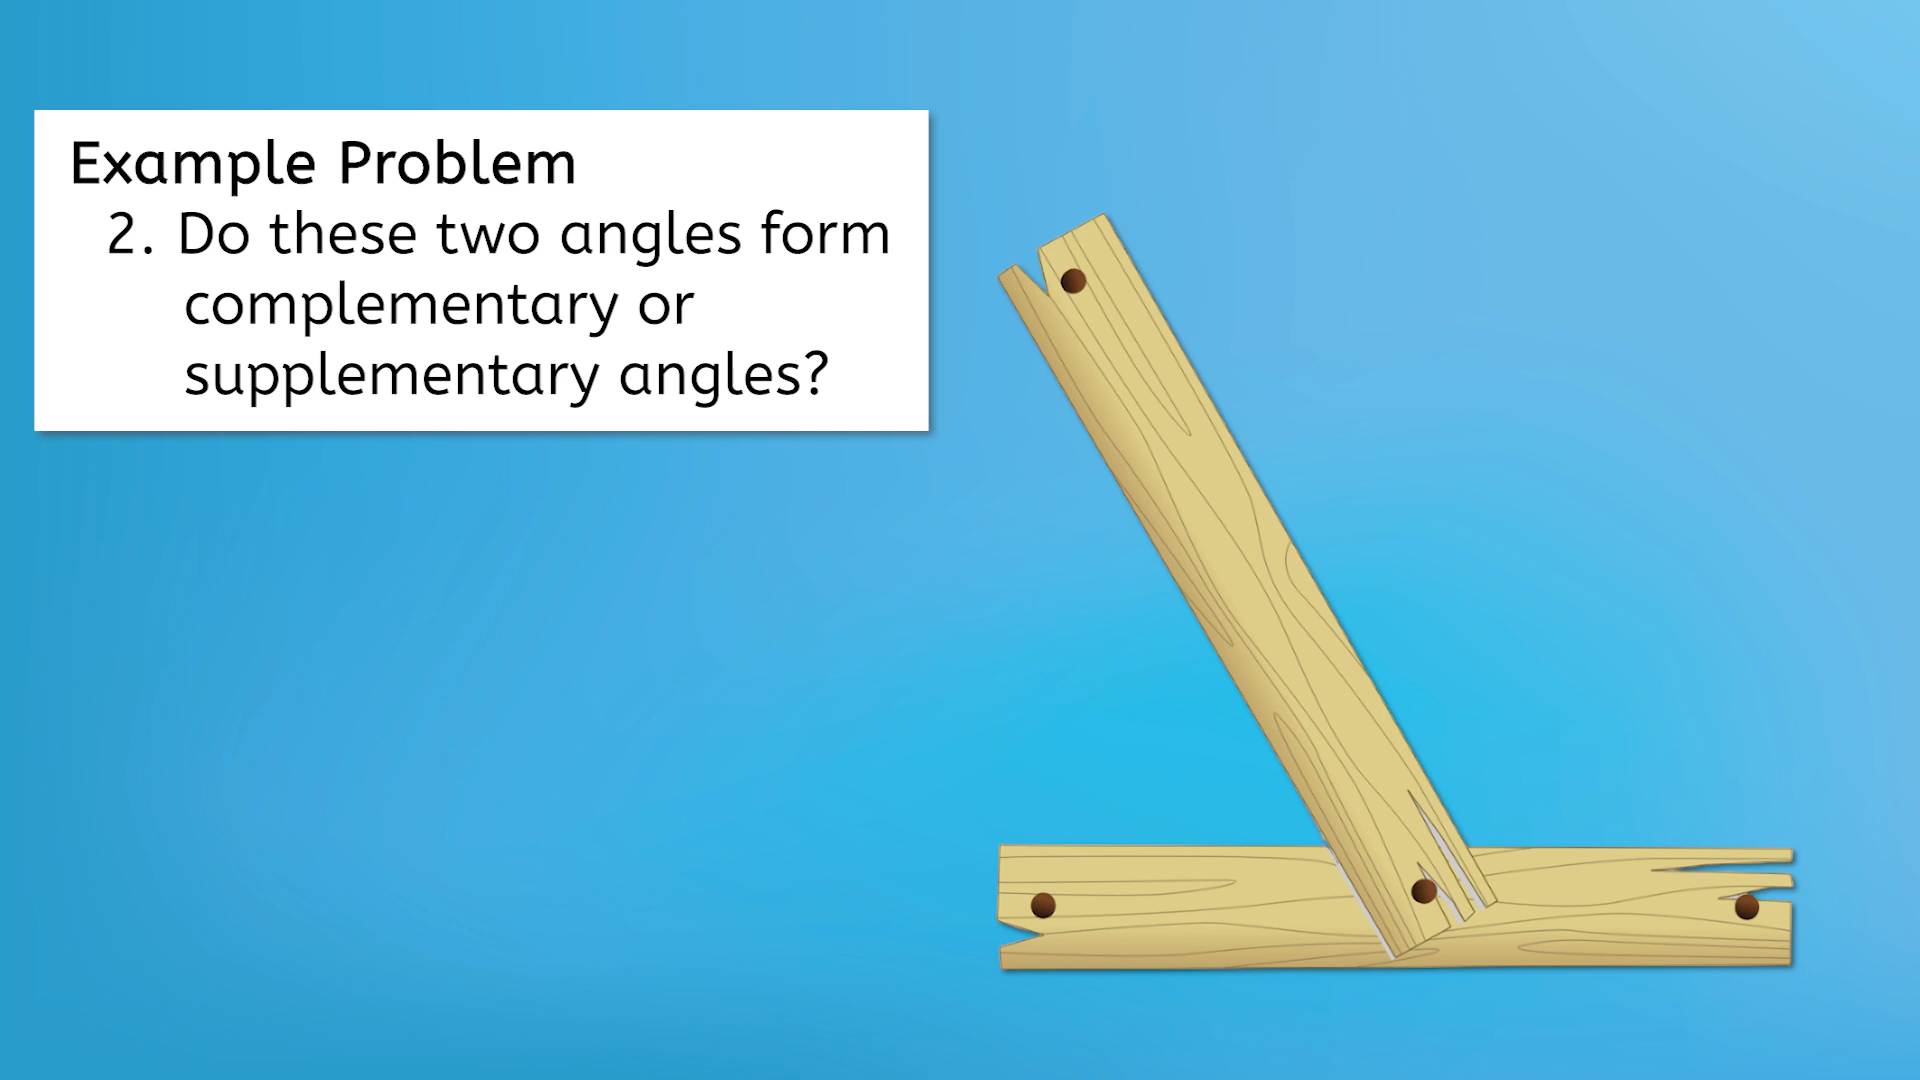 Example Problem
2. Do these two angles form
complementary or
supplementary angles?